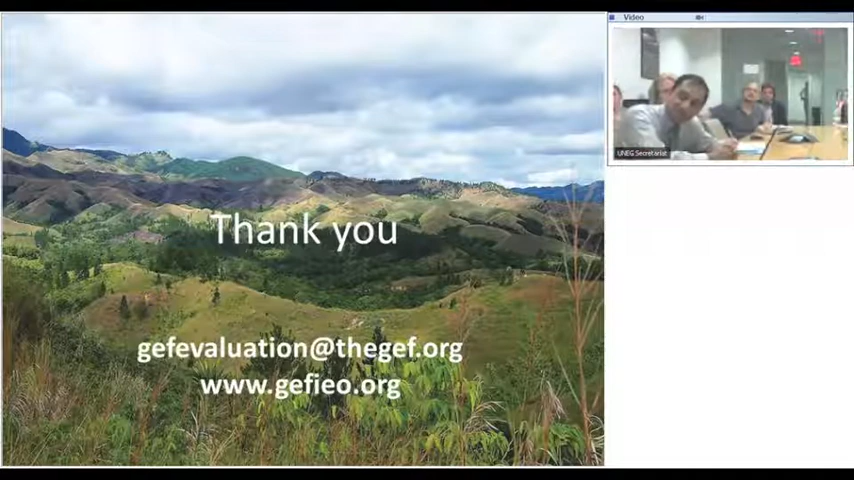 Video
UNEG Secretariat
Thank you
gefevaluation@thegef.org
www.gefieo.org